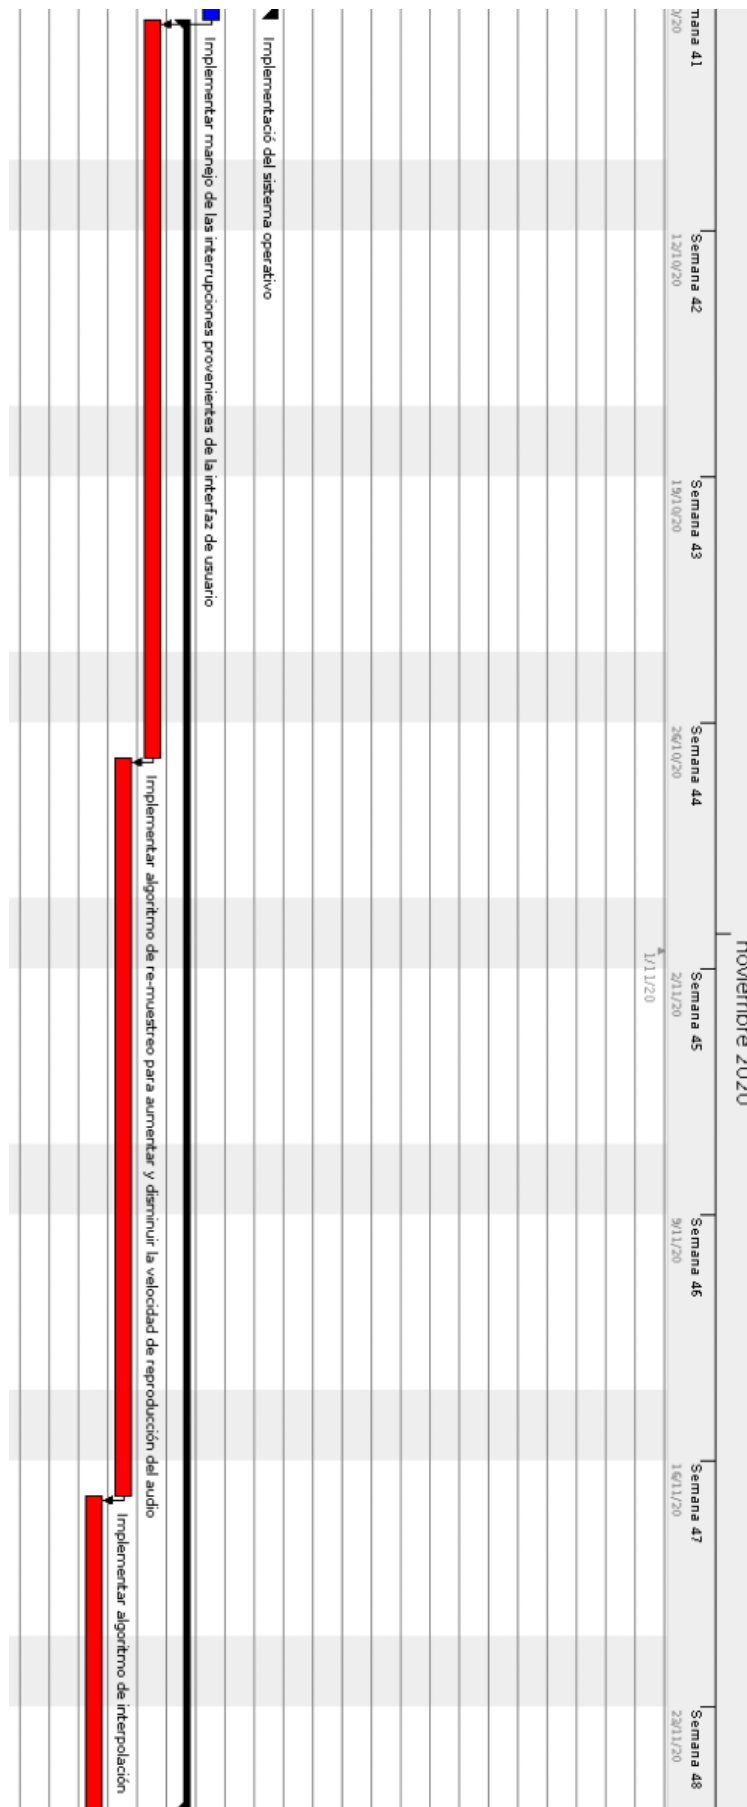 noviembre 2020
mana 41
Semana 42
Semana 43
Semana 44
Semana 45
Semana 46
Semana 47
Semana 48
0/20
12/10/20
19/10/20
26/10/20
2/11/20
9/11/20
16/11/20
23/11/20
1/11/20
Implementació del sistema operativo
Implementar manejo de las interrupciones provenientes de la interfaz de usuario
Implementar algoritmo de re-muestreo para aumentar y disminuir la velocidad de reproducción del audio
Implementar algoritmo de interpolación